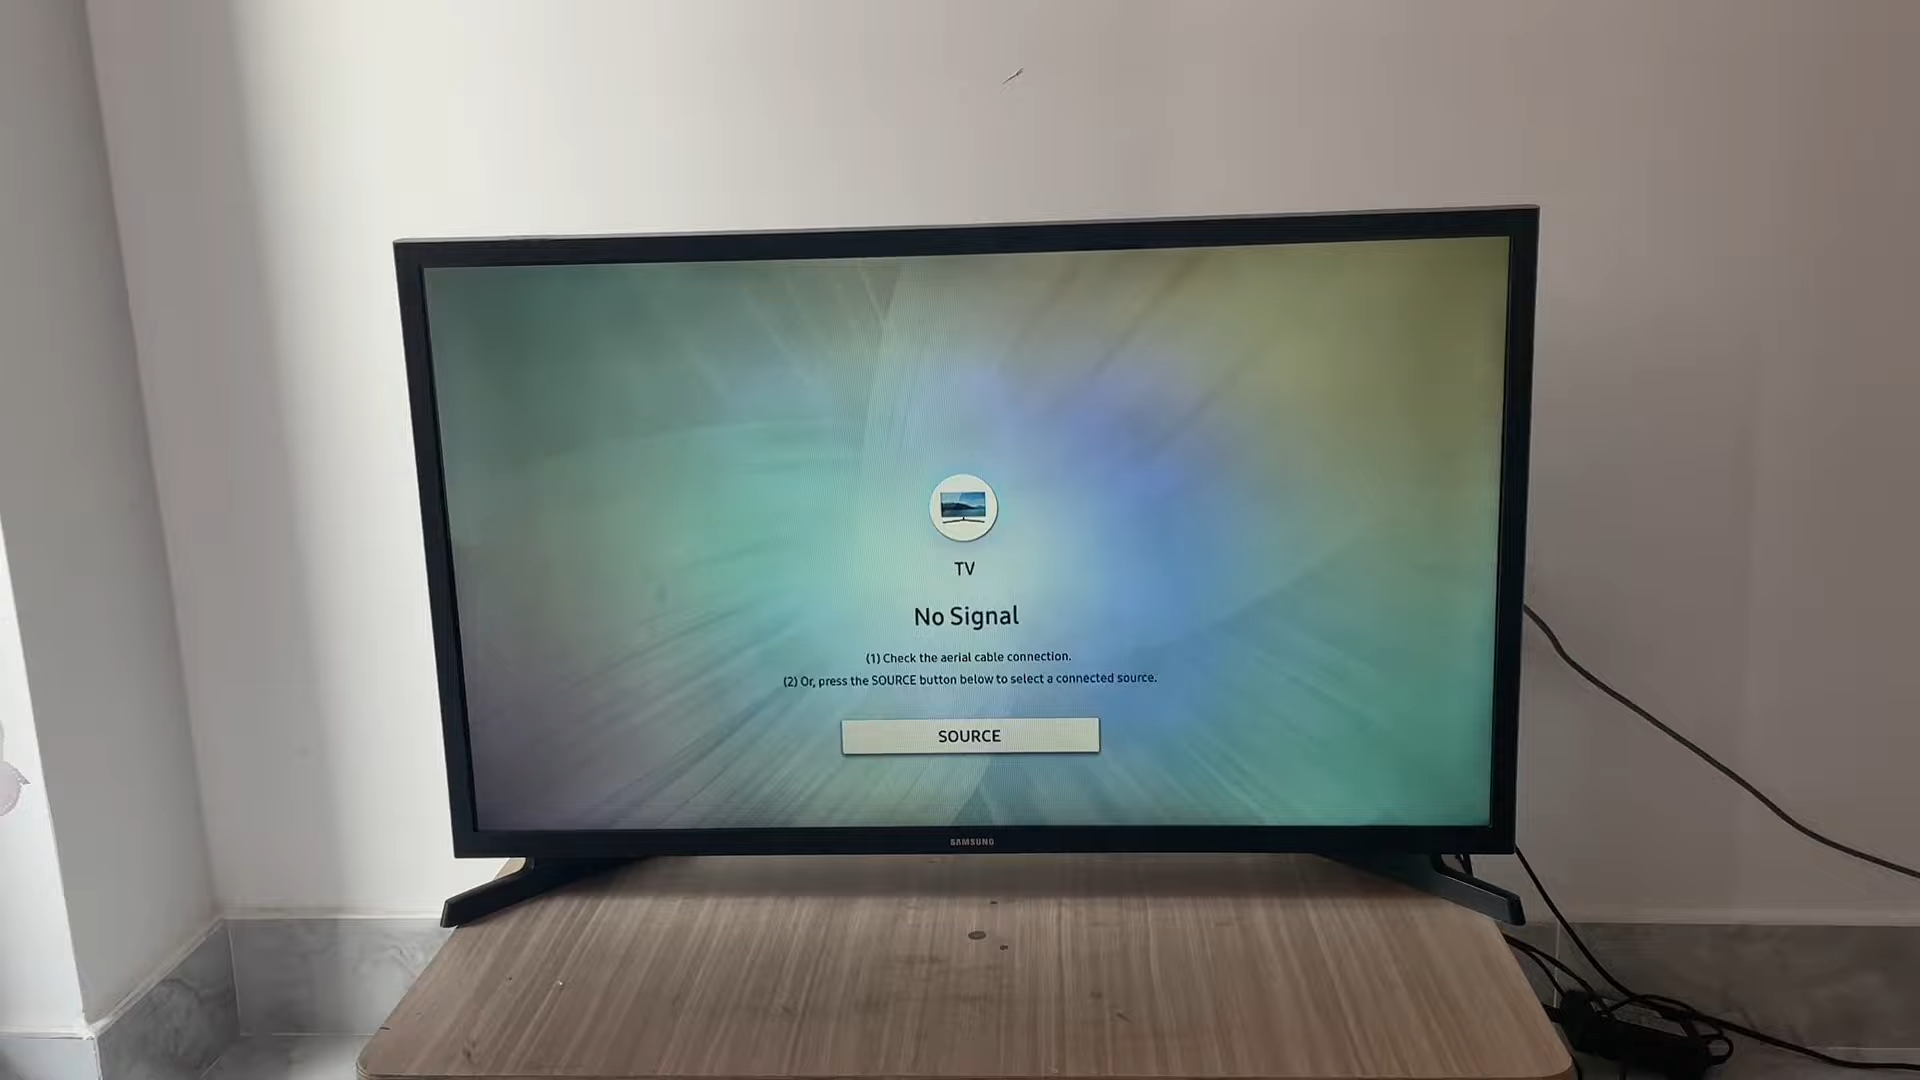 TV
No Signal
(1) Check the aerial cable connection.
(2) Or, press the SOURCE button below to select a connected source.
SOURCE
SAMSUNG